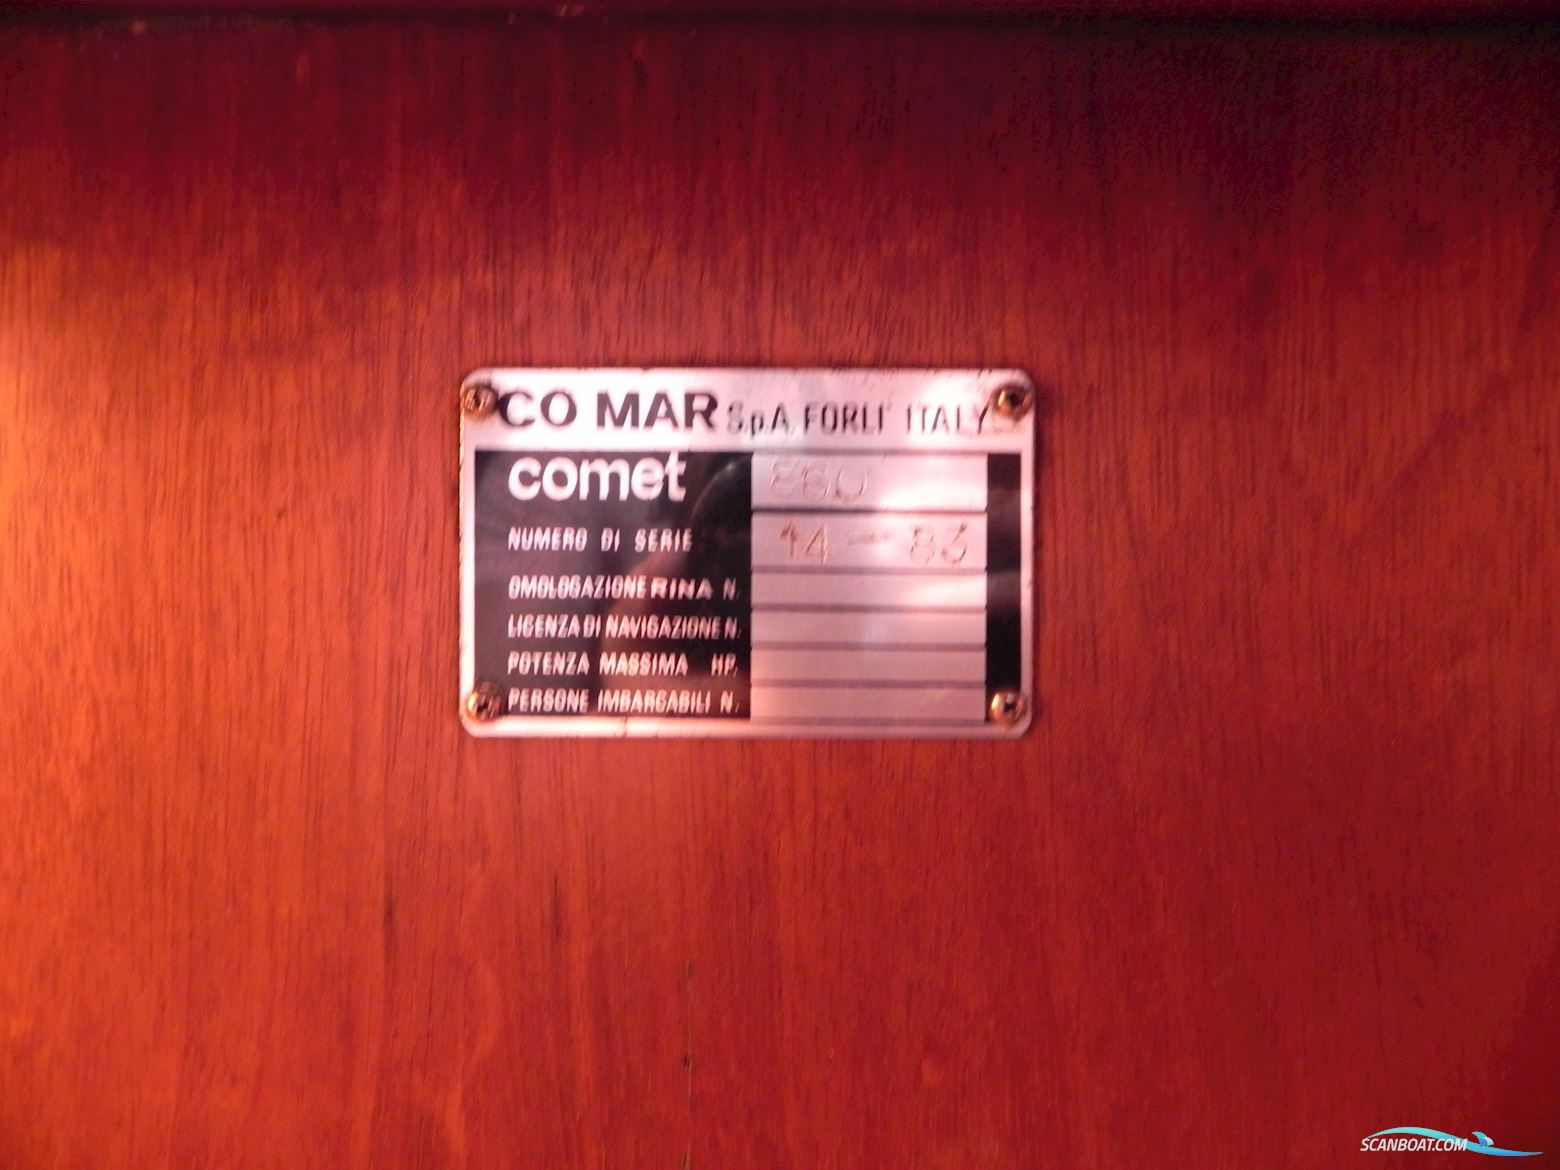 CO MAR S.p.A. FORLI' ITALY
comet 860
NUMERO DI SERIE 14 - 83
OMOLOGAZIONE RINA N.
LICENZA DI NAVIGAZIONE N.
POTENZA MASSIMA HP.
PERSONE IMBARCABILI N.
SCANBOAT.COM